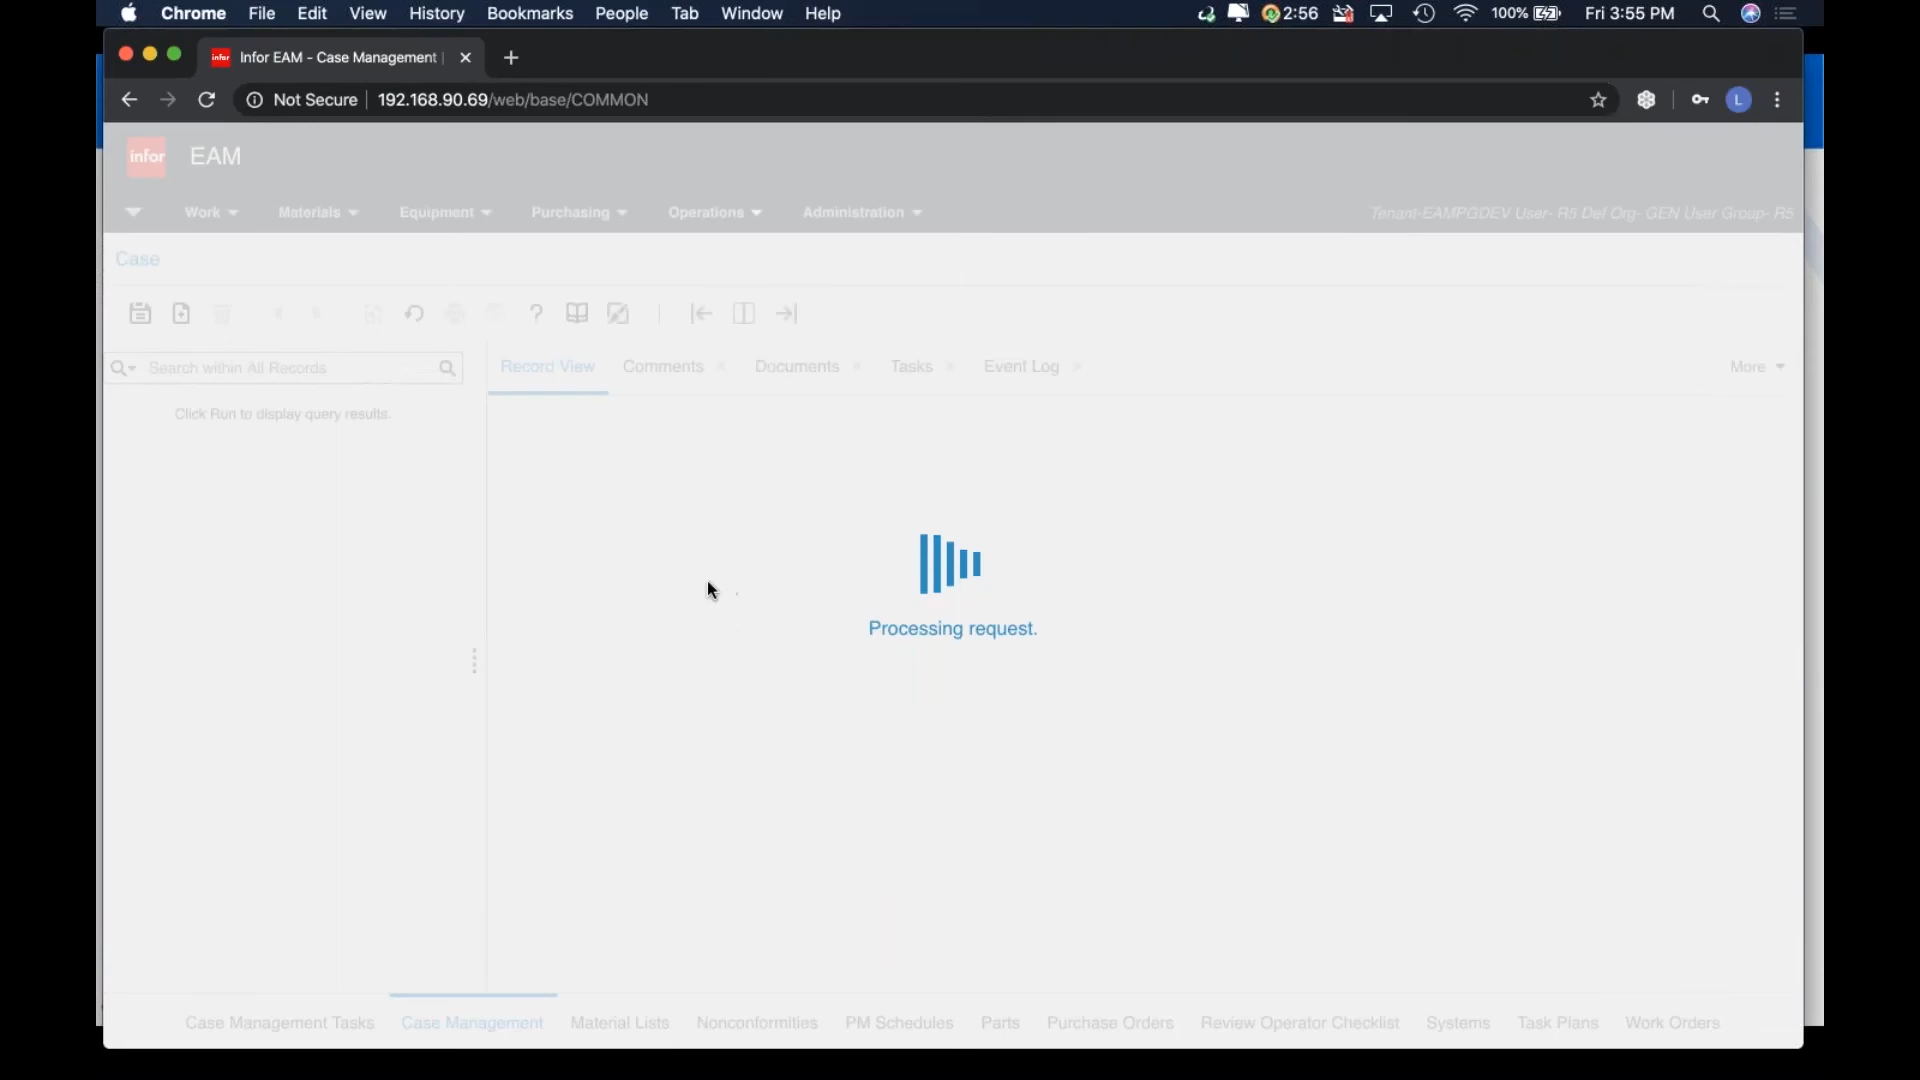 Chrome File Edit View History Bookmarks People Tab Window Help 2:56 100% Fri 3:55 PM
Infor EAM - Case Management |
Not Secure | 192.168.90.69/web/base/COMMON L
infor EAM
Work Materials Equipment Purchasing Operations Administration Tenant-EAMPGDEV User- R5 Def Org- GEN User Group- R5
Case
Search within All Records Record View Comments Documents Tasks Event Log More
Click Run to display query results.
Processing request.
Case Management Tasks Case Management Material Lists Nonconformities PM Schedules Parts Purchase Orders Review Operator Checklist Systems Task Plans Work Orders